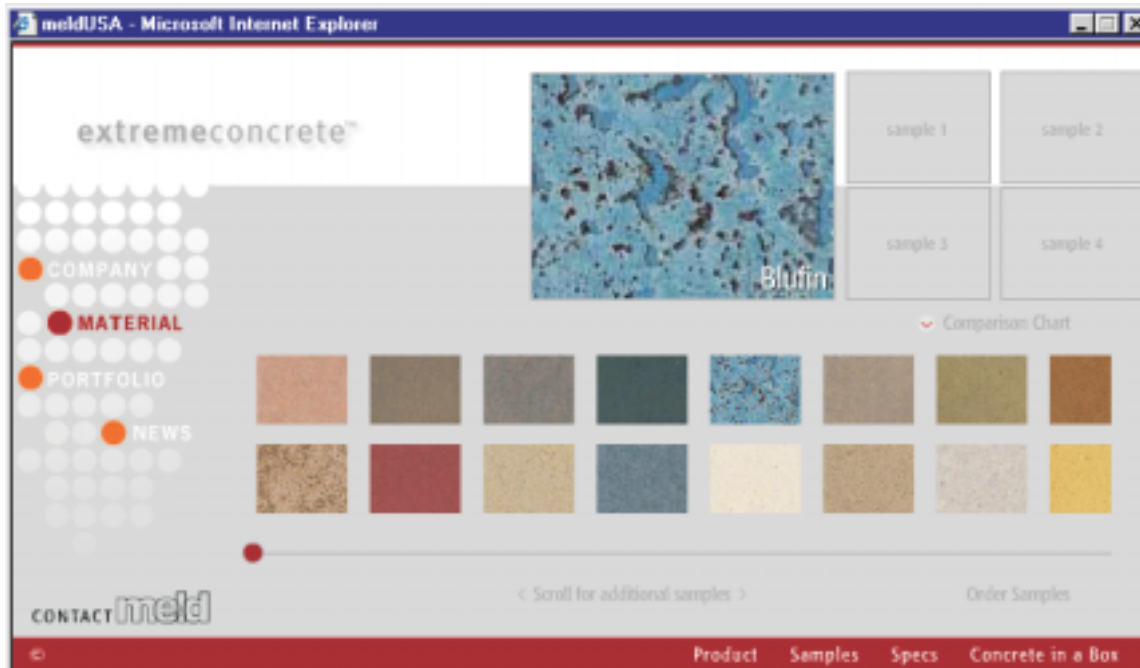 meldUSA - Microsoft Internet Explorer
extremeconcrete™
sample 1
sample 2
sample 3
sample 4
Blufin
Comparison Chart
COMPANY
MATERIAL
PORTFOLIO
NEWS
< Scroll for additional samples >
Order Samples
CONTACT meld
© Product Samples Specs Concrete in a Box